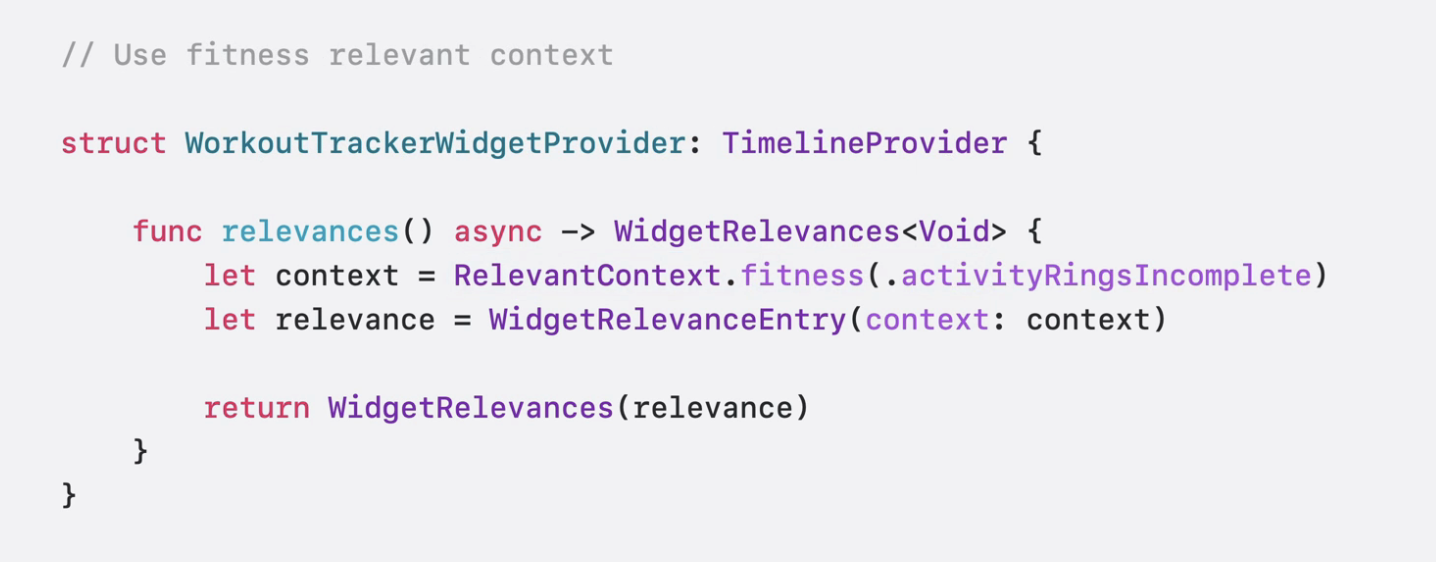 // Use fitness relevant context
struct WorkoutTrackerWidgetProvider: TimelineProvider {
func relevances() async -> WidgetRelevances<Void> {
let context = RelevantContext.fitness(.activityRingsIncomplete)
let relevance = WidgetRelevanceEntry(context: context)
return WidgetRelevances(relevance)
}
}